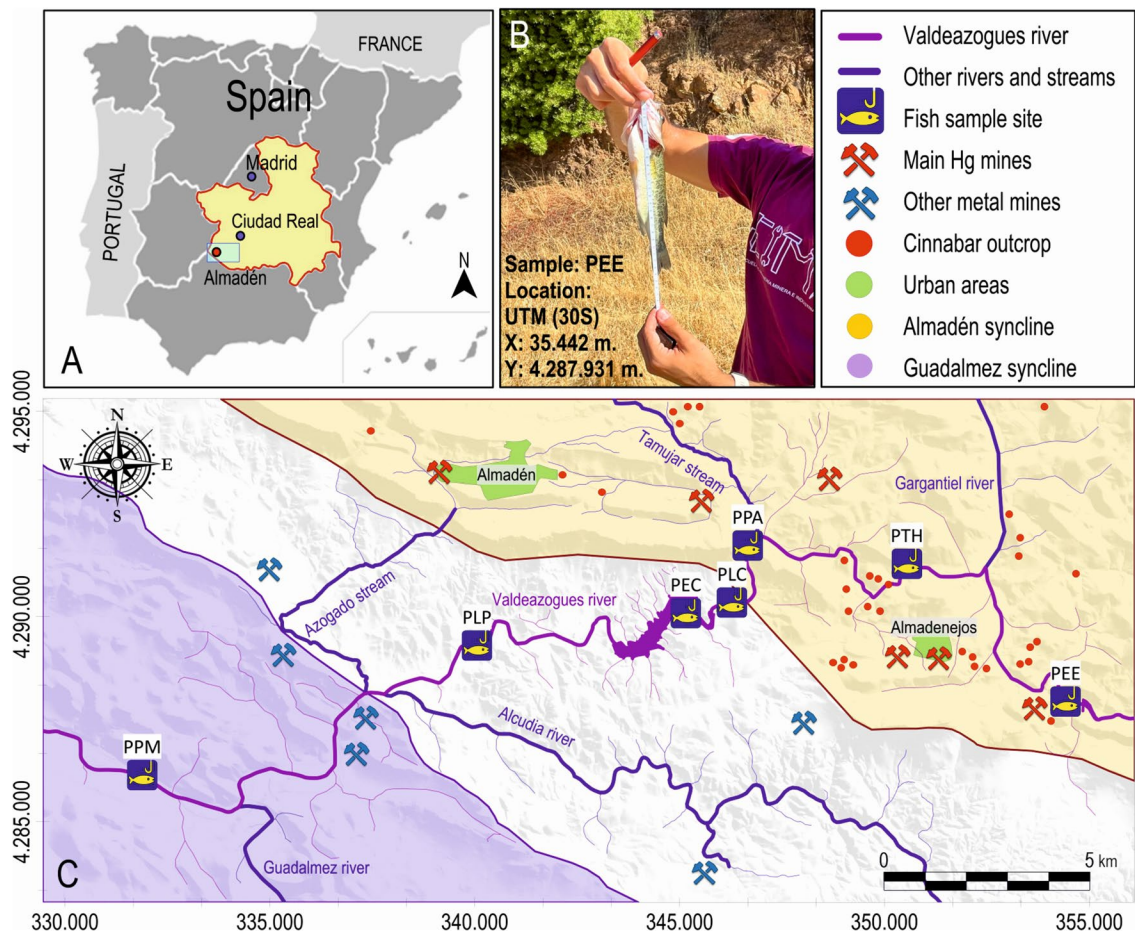 FRANCE
Spain
Madrid
Ciudad Real
Almadén
PORTUGAL
N
A
B
Sample: PEE
Location:
UTM (30S)
X: 35.442 m.
Y: 4.287.931 m.
Valdeazogues river
Other rivers and streams
Fish sample site
Main Hg mines
Other metal mines
Cinnabar outcrop
Urban areas
Almadén syncline
Guadalmez syncline
4.295.000
4.290.000
4.285.000
N
W
E
S
Almadén
Tamujar stream
Gargantiel river
PPA
PTH
PLC
PEC
Azogado stream
PLP
Valdeazogues river
Almadenejos
PEE
Alcudia river
PPM
Guadalmez river
0
5 km
C
330.000
335.000
340.000
345.000
350.000
355.000